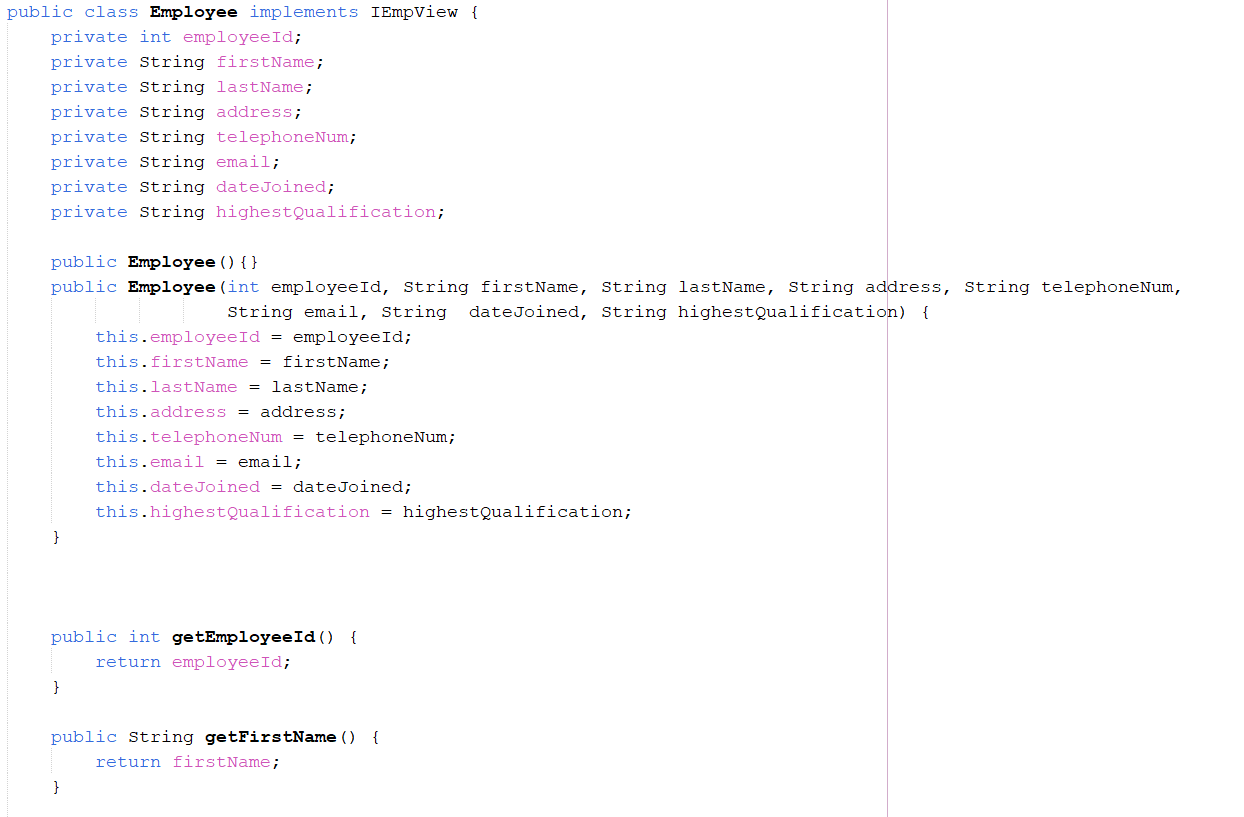 public class Employee implements IEmpView {
    private int employeeId;
    private String firstName;
    private String lastName;
    private String address;
    private String telephoneNum;
    private String email;
    private String dateJoined;
    private String highestQualification;

    public Employee(){}
    public Employee(int employeeId, String firstName, String lastName, String address, String telephoneNum,
                    String email, String  dateJoined, String highestQualification) {
        this.employeeId = employeeId;
        this.firstName = firstName;
        this.lastName = lastName;
        this.address = address;
        this.telephoneNum = telephoneNum;
        this.email = email;
        this.dateJoined = dateJoined;
        this.highestQualification = highestQualification;
    }

    public int getEmployeeId() {
        return employeeId;
    }

    public String getFirstName() {
        return firstName;
    }